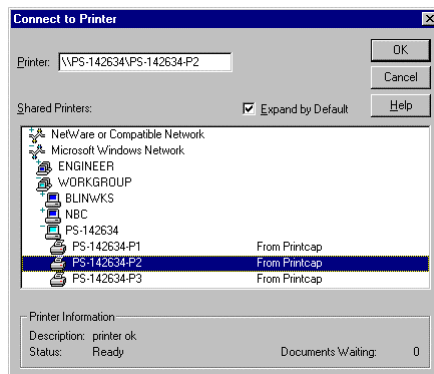 Connect to Printer
Printer: \\PS-142634\PS-142634-P2
OK
Cancel
Shared Printers:
Expand by Default
Help
NetWare or Compatible Network
Microsoft Windows Network
ENGINEER
WORKGROUP
BLINWKS
NBC
PS-142634
PS-142634-P1 From Printcap
PS-142634-P2 From Printcap
PS-142634-P3 From Printcap
Printer Information
Description: printer ok
Status: Ready Documents Waiting: 0